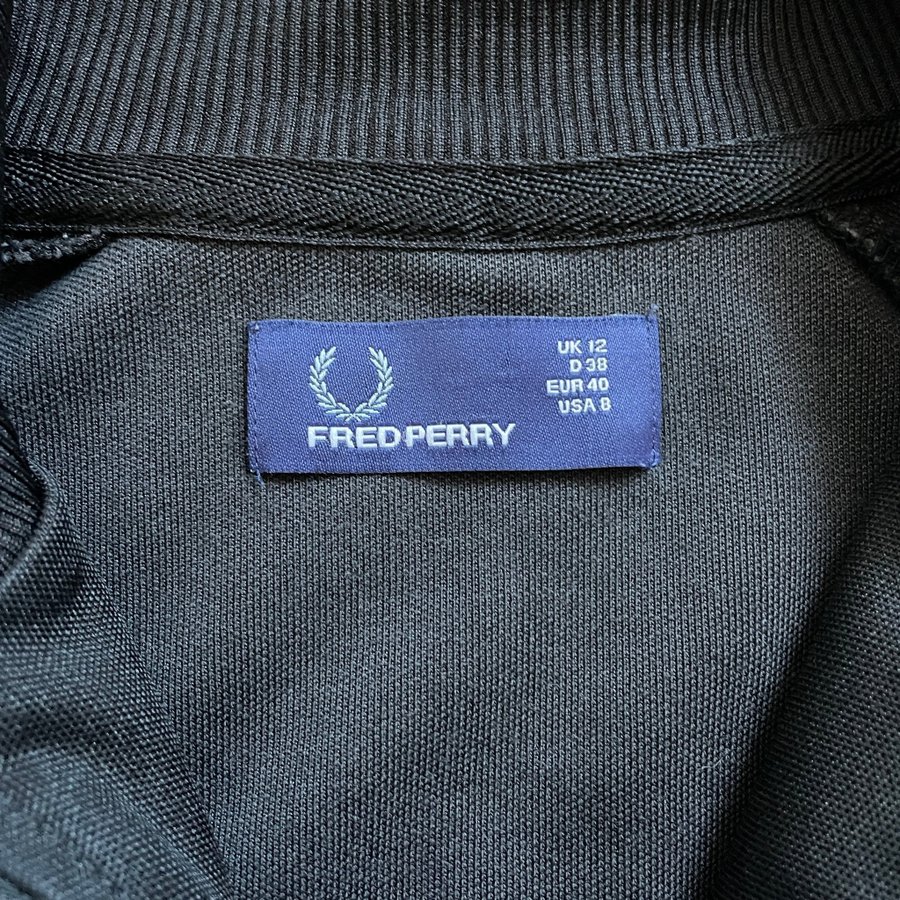 FRED PERRY
UK 12
D 38
EUR 40
USA 8